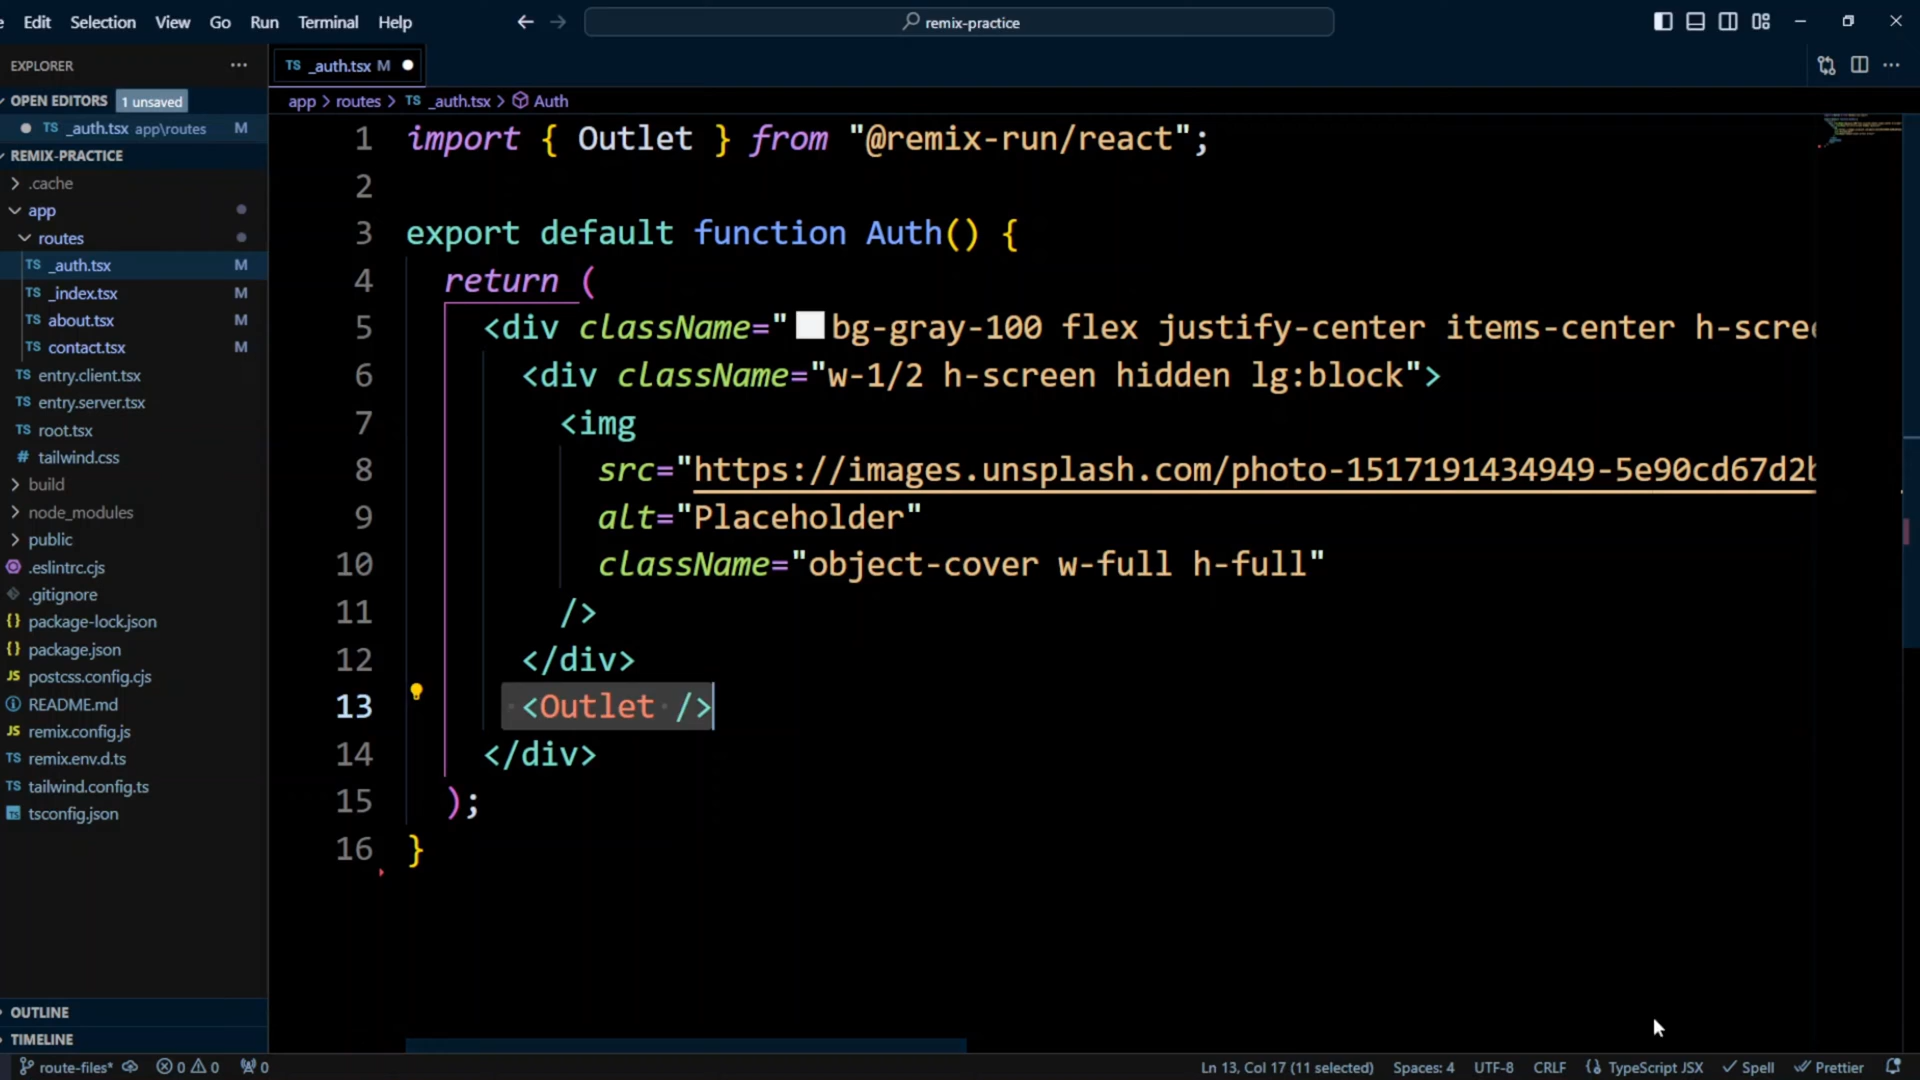 Edit Selection View Go Run Terminal Help
remix-practice
EXPLORER
OPEN EDITORS 1 unsaved
TS _auth.tsx app\routes M
REMIX-PRACTICE
.cache
app
routes
TS _auth.tsx M
TS _index.tsx M
TS about.tsx M
TS contact.tsx M
TS entry.client.tsx
TS entry.server.tsx
TS root.tsx
# tailwind.css
build
node_modules
public
.eslintrc.cjs
.gitignore
{} package-lock.json
{} package.json
JS postcss.config.cjs
README.md
JS remix.config.js
TS remix.env.d.ts
TS tailwind.config.ts
tsconfig.json
OUTLINE
TIMELINE
TS _auth.tsx M
app > routes > TS _auth.tsx > Auth
1 import { Outlet } from "@remix-run/react";
2
3 export default function Auth() {
4 return (
5 <div className="bg-gray-100 flex justify-center items-center h-scree
6 <div className="w-1/2 h-screen hidden lg:block">
7 <img
8 src="https://images.unsplash.com/photo-1517191434949-5e90cd67d2b
9 alt="Placeholder"
10 className="object-cover w-full h-full"
11 />
12 </div>
13 <Outlet />
14 </div>
15 );
16 }
route-files* 0 0 0
Ln 13, Col 17 (11 selected) Spaces: 4 UTF-8 CRLF {} TypeScript JSX Spell Prettier